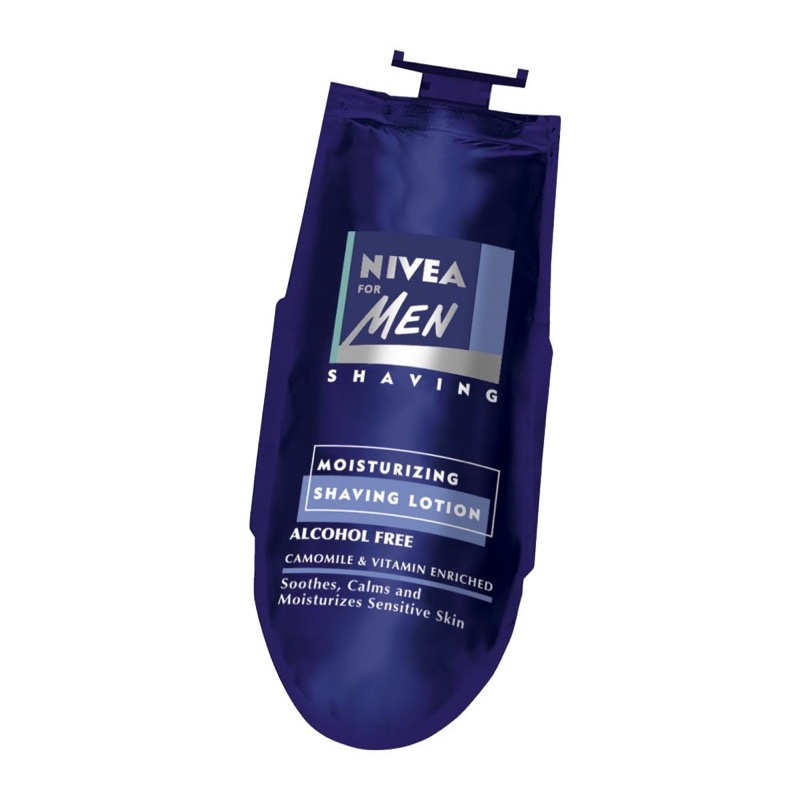 NIVEA
FOR
MEN
SHAVING
MOISTURIZING
SHAVING LOTION
ALCOHOL FREE
CAMOMILE & VITAMIN ENRICHED
Soothes, Calms and
Moisturizes Sensitive Skin